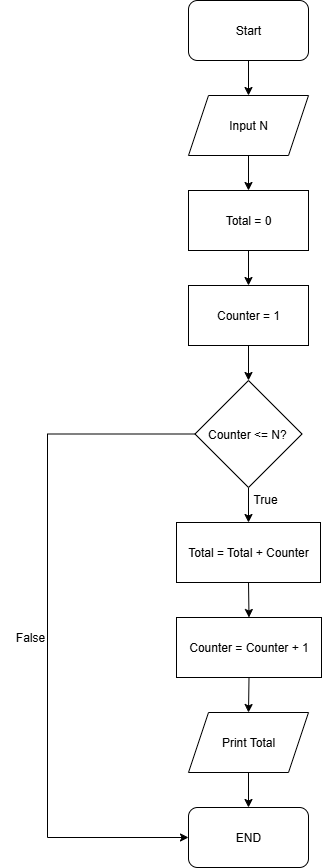 Start
Input N
Total = 0
Counter = 1
Counter <= N?
True
Total = Total + Counter
False
Counter = Counter + 1
Print Total
END